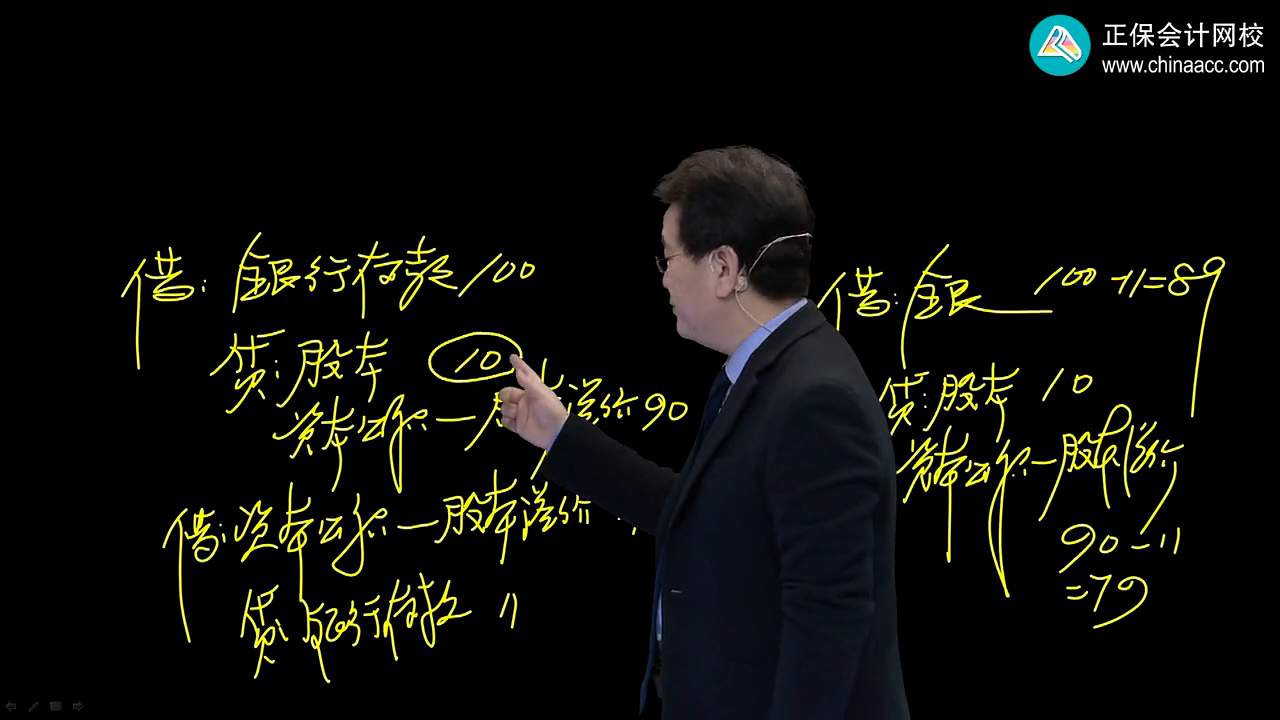 正保会计网校
www.chinaacc.com
借：銀行存款 100
贷：股本 10
资本公积—股本溢价 90
借：资本公积—股本溢价
贷：银行存款 11
借：銀 100-11=89
贷：股本 10
资本公积—股本溢价
90-11
=79